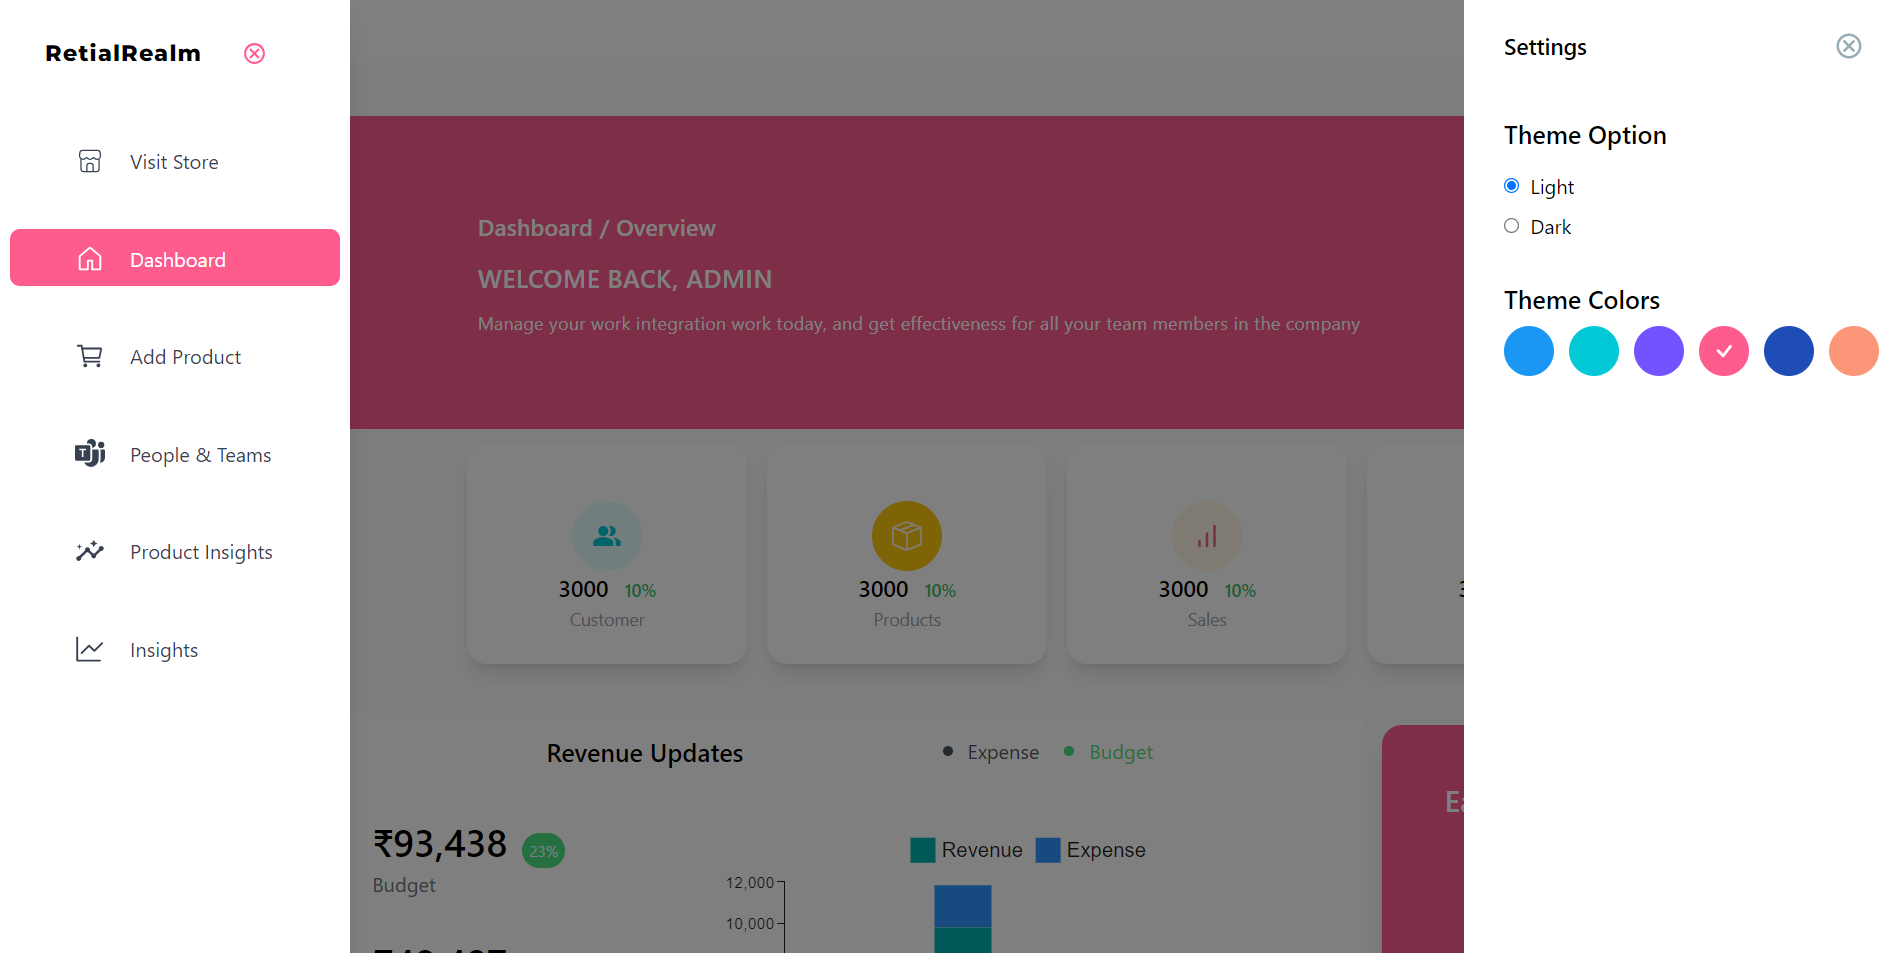 RetialRealm
Visit Store
Dashboard
Add Product
People & Teams
Product Insights
Insights
Dashboard / Overview
WELCOME BACK, ADMIN
Manage your work integration work today, and get effectiveness for all your team members in the company
3000 10%
Customer
3000 10%
Products
3000 10%
Sales
Revenue Updates
Expense
Budget
₹93,438 23%
Budget
Revenue
Expense
12,000
10,000
Settings
Theme Option
Light
Dark
Theme Colors